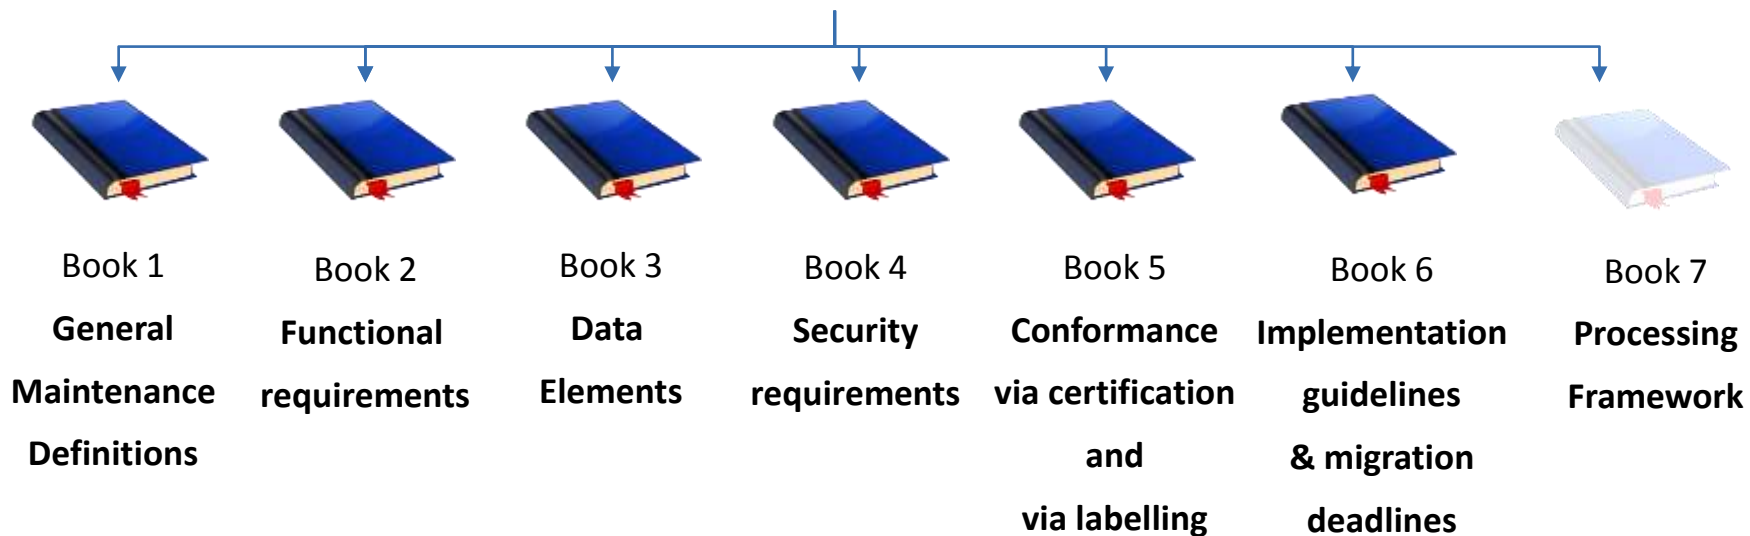 Book 1
General
Maintenance
Definitions
Book 2
Functional
requirements
Book 3
Data
Elements
Book 4
Security
requirements
Book 5
Conformance
via certification
and
via labelling
Book 6
Implementation
guidelines
& migration
deadlines
Book 7
Processing
Framework